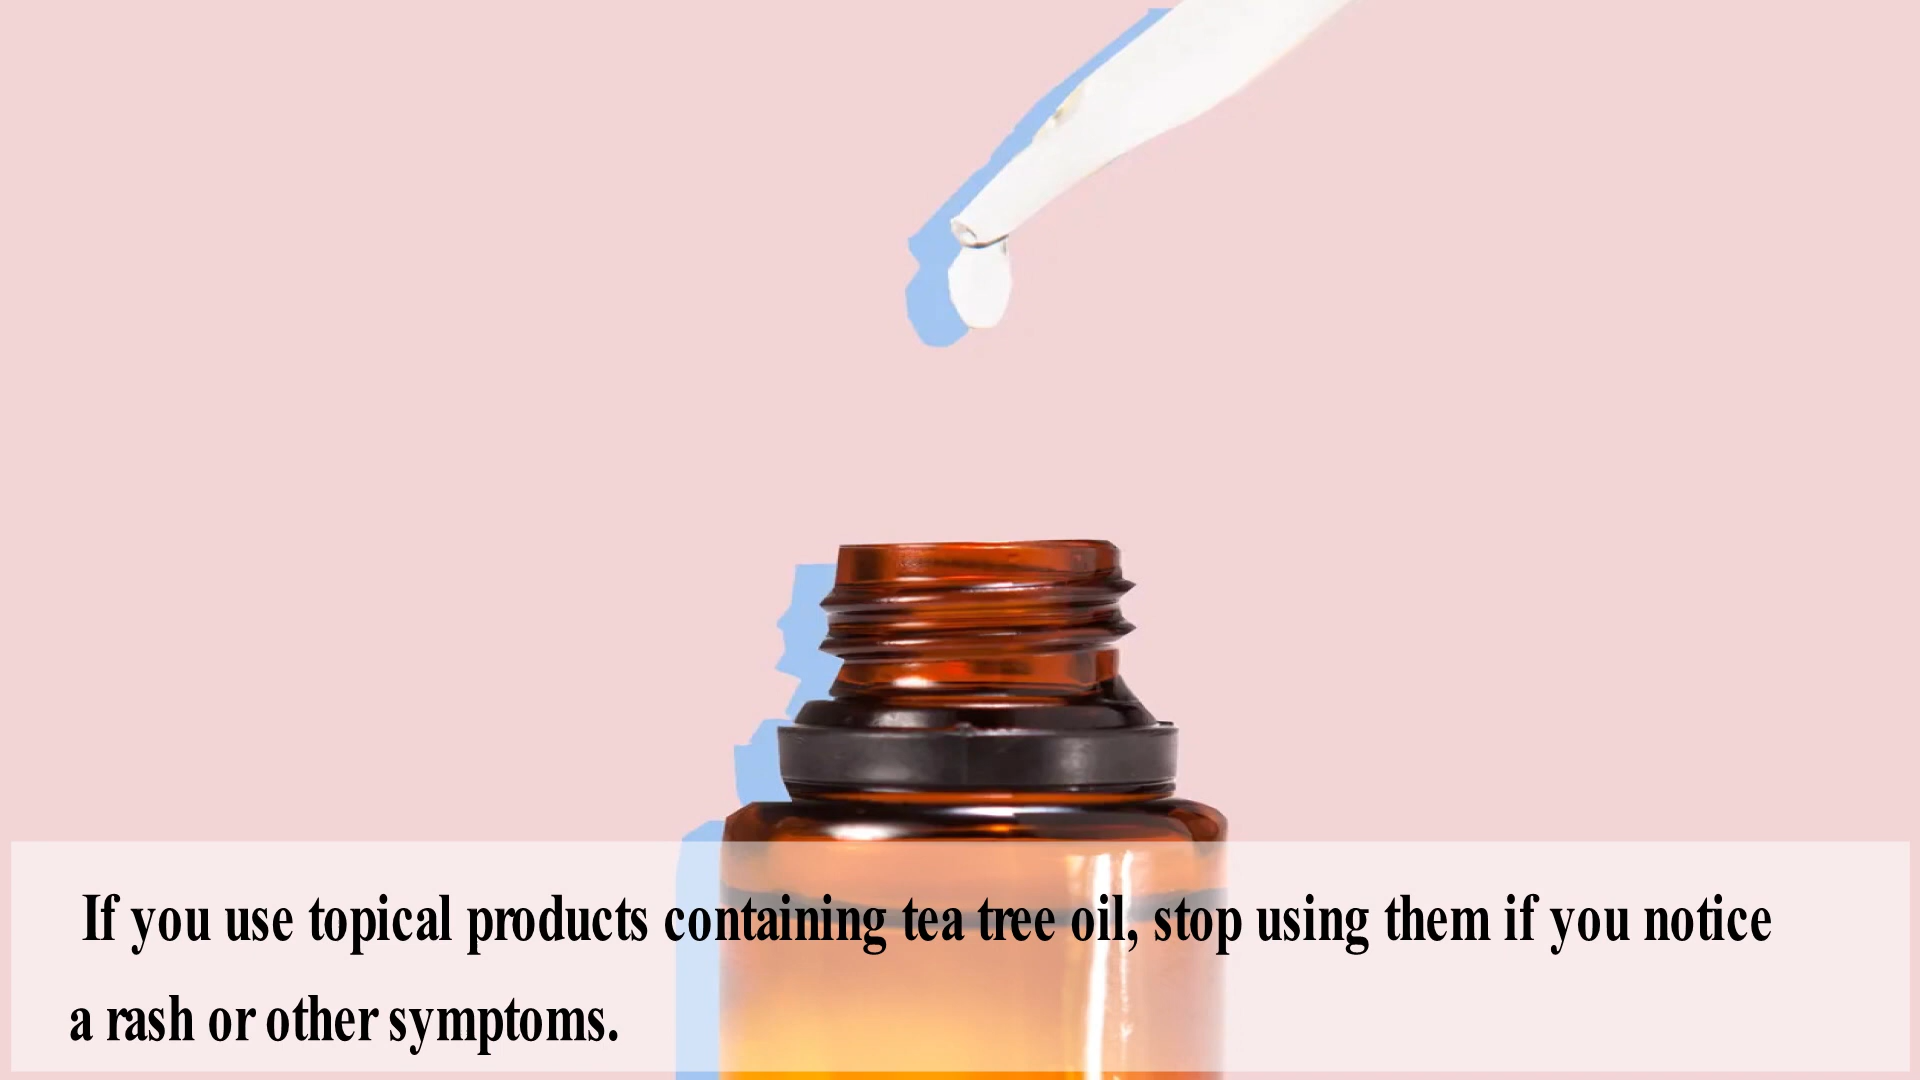 If you use topical products containing tea tree oil, stop using them if you notice
a rash or other symptoms.